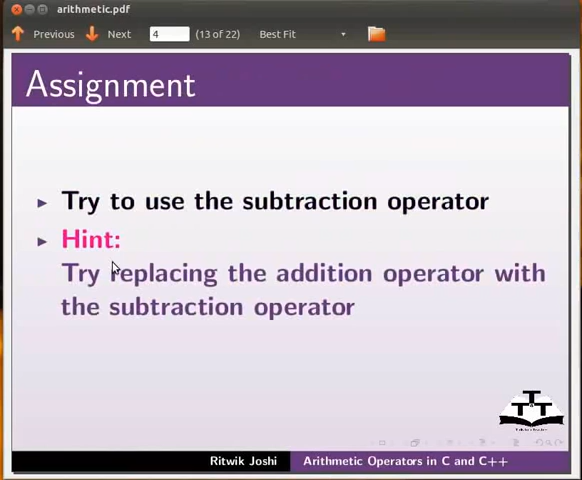 arithmetic.pdf
Previous Next 4 (13 of 22) Best Fit
Assignment
Try to use the subtraction operator
Hint:
Try replacing the addition operator with
the subtraction operator
Ritwik Joshi Arithmetic Operators in C and C++